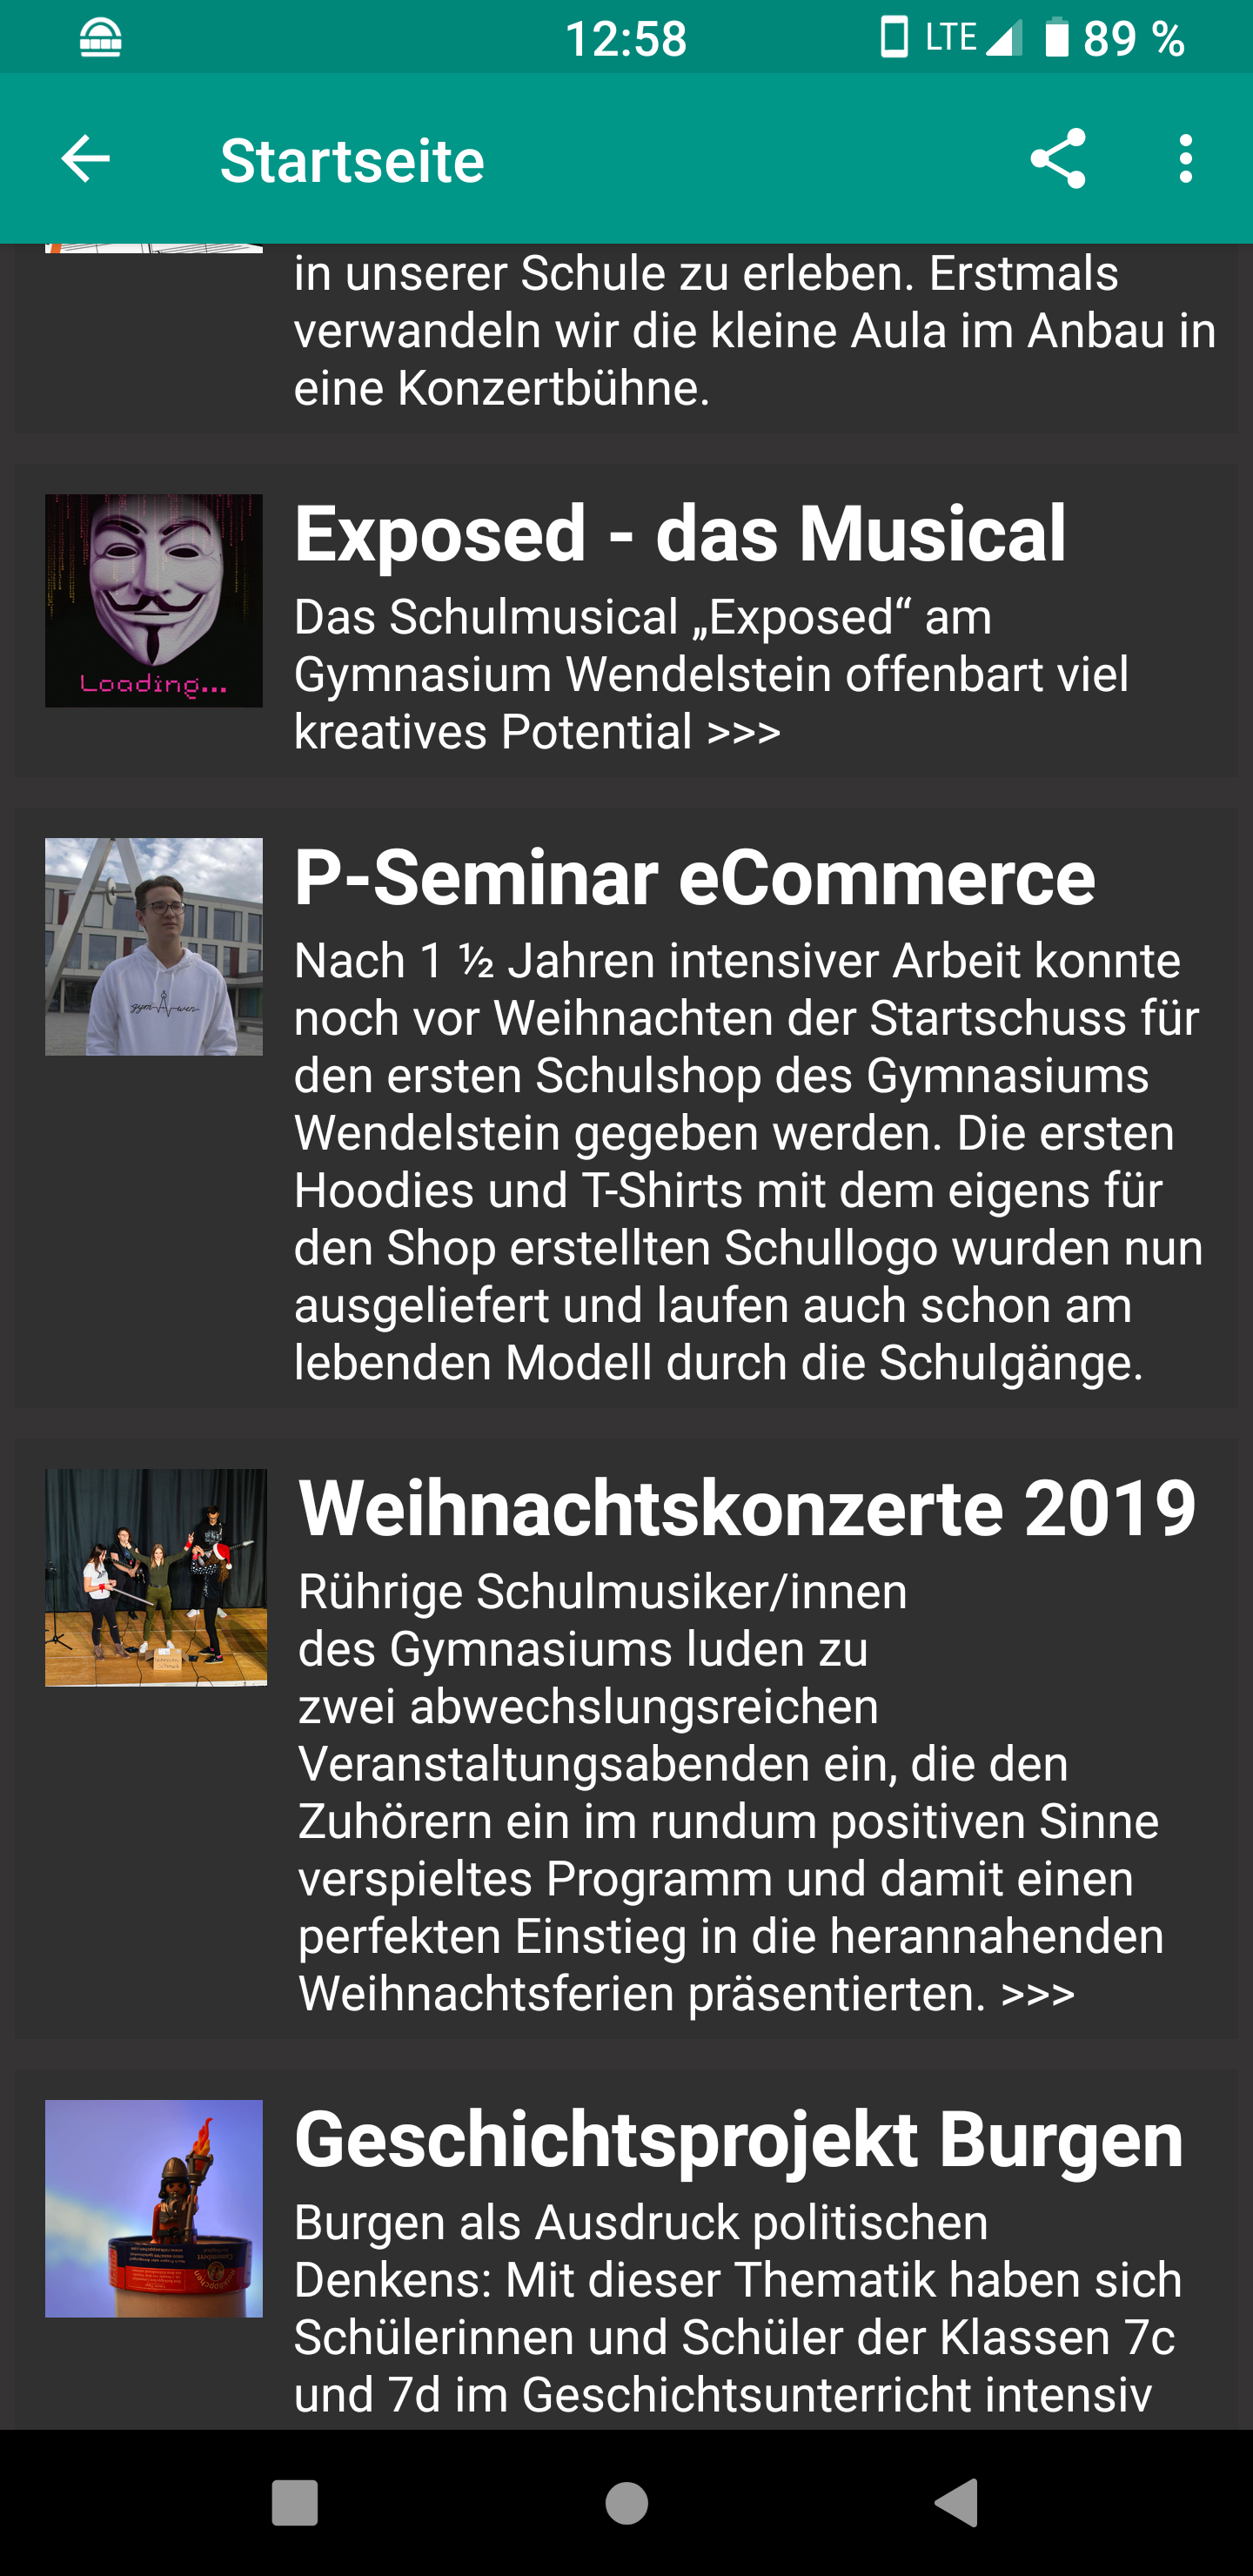 12:58
LTE
89 %
Startseite
in unserer Schule zu erleben. Erstmals
verwandeln wir die kleine Aula im Anbau in
eine Konzertbühne.
Loading...
Exposed - das Musical
Das Schulmusical „Exposed“ am
Gymnasium Wendelstein offenbart viel
kreatives Potential >>>
gym
wen
P-Seminar eCommerce
Nach 1 ½ Jahren intensiver Arbeit konnte
noch vor Weihnachten der Startschuss für
den ersten Schulshop des Gymnasiums
Wendelstein gegeben werden. Die ersten
Hoodies und T-Shirts mit dem eigens für
den Shop erstellten Schullogo wurden nun
ausgeliefert und laufen auch schon am
lebenden Modell durch die Schulgänge.
Weihnachtskonzerte 2019
Rührige Schulmusiker/innen
des Gymnasiums luden zu
zwei abwechslungsreichen
Veranstaltungsabenden ein, die den
Zuhörern ein im rundum positiven Sinne
verspieltes Programm und damit einen
perfekten Einstieg in die herannahenden
Weihnachtsferien präsentierten. >>>
Geschichtsprojekt Burgen
Burgen als Ausdruck politischen
Denkens: Mit dieser Thematik haben sich
Schülerinnen und Schüler der Klassen 7c
und 7d im Geschichtsunterricht intensiv